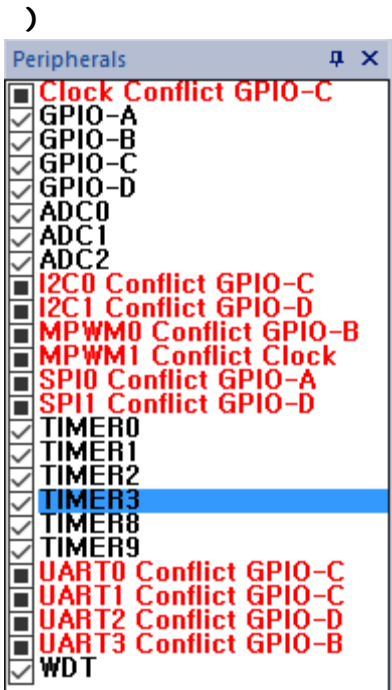 )
Peripherals
Clock Conflict GPIO-C
GPIO-A
GPIO-B
GPIO-C
GPIO-D
ADC0
ADC1
ADC2
I2C0 Conflict GPIO-C
I2C1 Conflict GPIO-D
MPWM0 Conflict GPIO-B
MPWM1 Conflict Clock
SPI0 Conflict GPIO-A
SPI1 Conflict GPIO-D
TIMER0
TIMER1
TIMER2
TIMER3
TIMER8
TIMER9
UART0 Conflict GPIO-C
UART1 Conflict GPIO-C
UART2 Conflict GPIO-D
UART3 Conflict GPIO-B
WDT